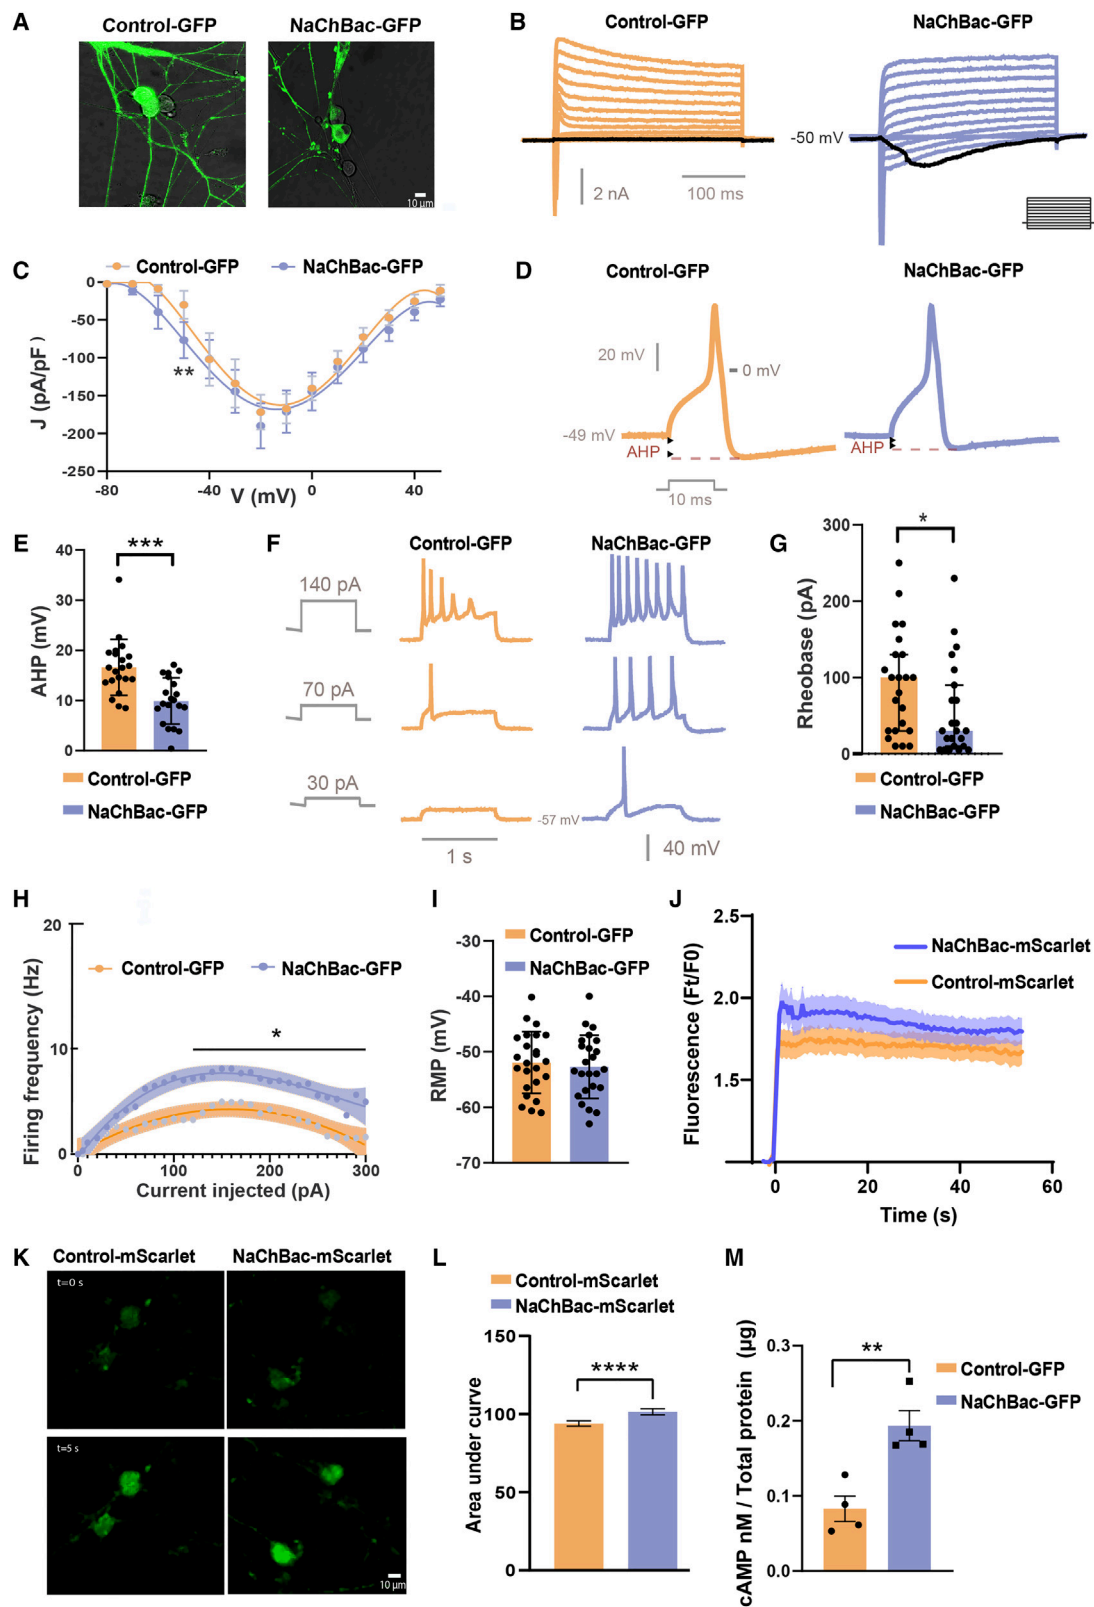 A
Control-GFP
NaChBac-GFP
10 µm
B
Control-GFP
NaChBac-GFP
-50 mV
2 nA
100 ms
C
Control-GFP
NaChBac-GFP
0
-50
-100
-150
-200
-250
J (pA/pF)
**
-80
-40
0
40
V (mV)
D
Control-GFP
NaChBac-GFP
20 mV
0 mV
-49 mV
AHP
AHP
10 ms
E
40
30
20
10
0
AHP (mV)
***
Control-GFP
NaChBac-GFP
F
Control-GFP
NaChBac-GFP
140 pA
70 pA
30 pA
-57 mV
1 s
40 mV
G
300
200
100
0
Rheobase (pA)
*
Control-GFP
NaChBac-GFP
H
20
10
0
Firing frequency (Hz)
Control-GFP
NaChBac-GFP
*
0
100
200
300
Current injected (pA)
I
-30
-40
-50
-60
-70
RMP (mV)
Control-GFP
NaChBac-GFP
J
2.5
2.0
1.5
Fluorescence (Ft/F0)
NaChBac-mScarlet
Control-mScarlet
0
20
40
60
Time (s)
K
Control-mScarlet
NaChBac-mScarlet
t=0 s
t=5 s
10 µm
L
Control-mScarlet
NaChBac-mScarlet
150
100
50
0
Area under curve
****
M
0.3
0.2
0.1
0.0
cAMP nM / Total protein (µg)
**
Control-GFP
NaChBac-GFP